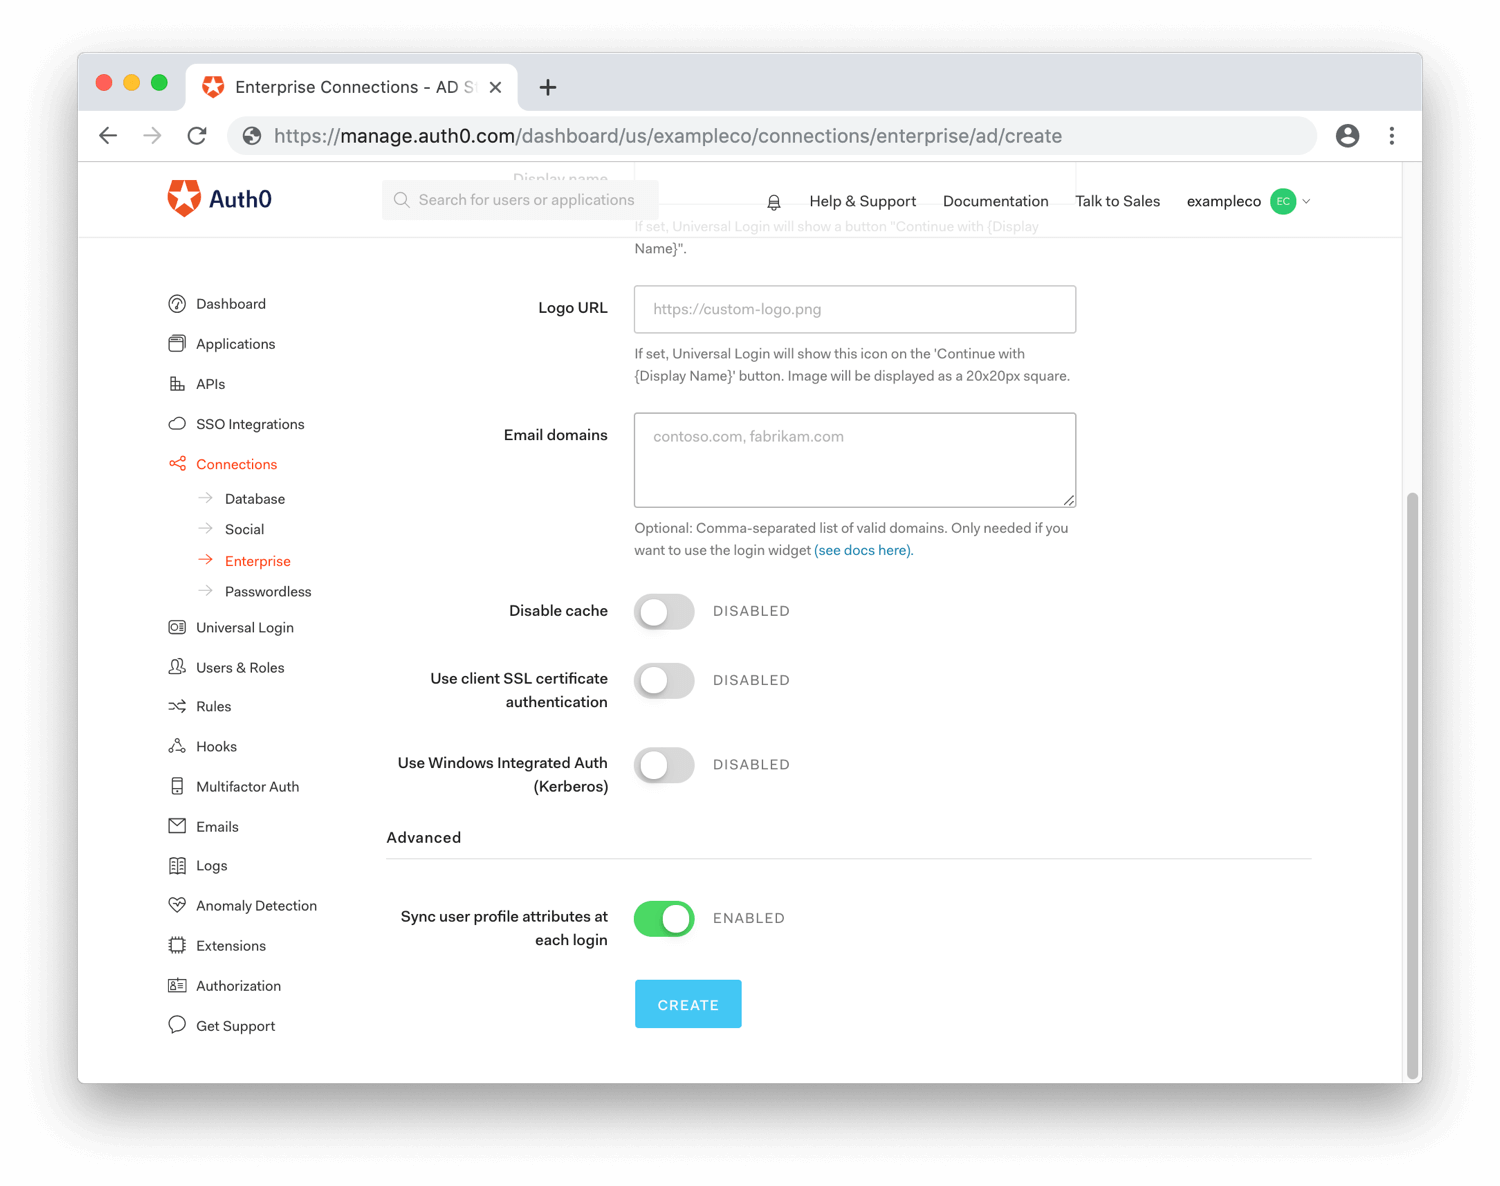 Enterprise Connections - AD S
https://manage.auth0.com/dashboard/us/exampleco/connections/enterprise/ad/create
Display name
Auth0
Search for users or applications
Help & Support
Documentation
Talk to Sales
exampleco
EC
If set, Universal Login will show a button "Continue with {Display
Name}".
Dashboard
Applications
APIs
SSO Integrations
Connections
Database
Social
Enterprise
Passwordless
Universal Login
Users & Roles
Rules
Hooks
Multifactor Auth
Emails
Logs
Anomaly Detection
Extensions
Authorization
Get Support
Logo URL
https://custom-logo.png
If set, Universal Login will show this icon on the 'Continue with
{Display Name}' button. Image will be displayed as a 20x20px square.
Email domains
contoso.com, fabrikam.com
Optional: Comma-separated list of valid domains. Only needed if you
want to use the login widget (see docs here).
Disable cache
DISABLED
Use client SSL certificate
authentication
DISABLED
Use Windows Integrated Auth
(Kerberos)
DISABLED
Advanced
Sync user profile attributes at
each login
ENABLED
CREATE